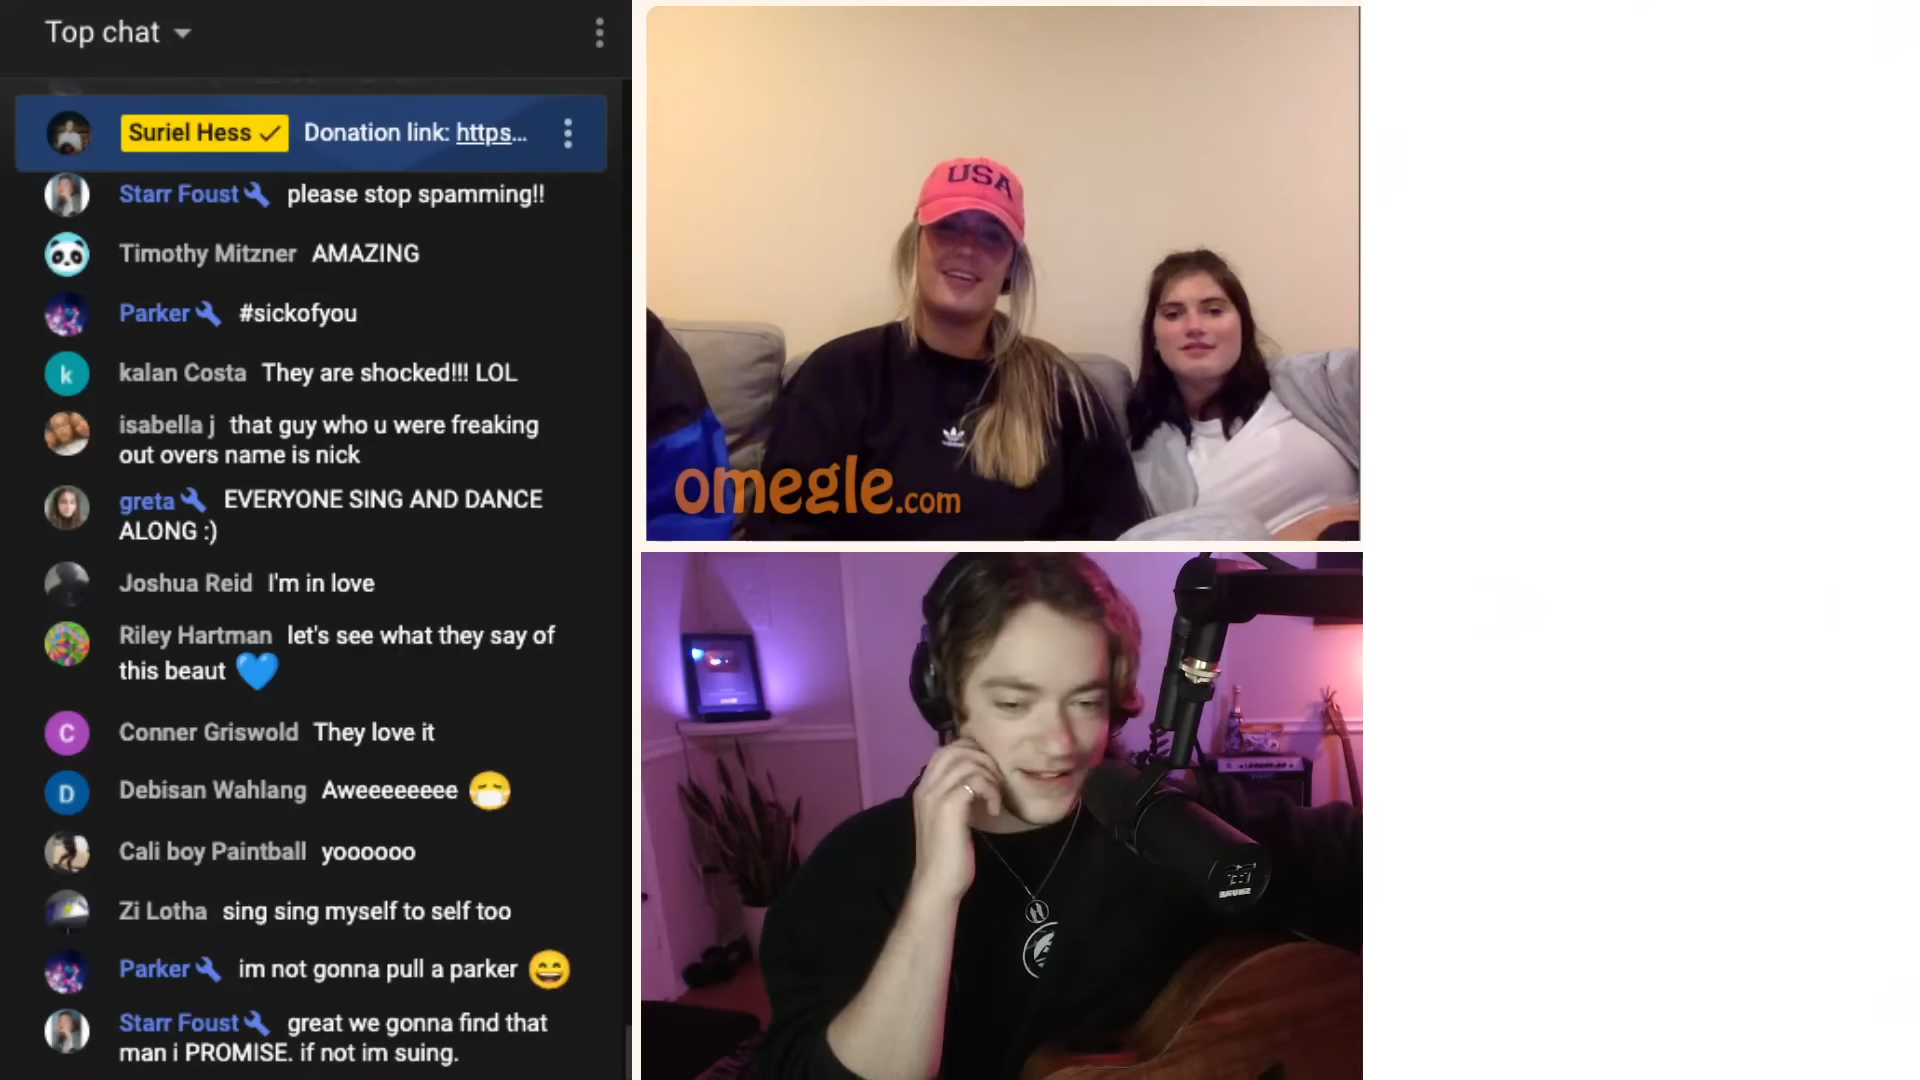 Top chat
Suriel Hess Donation link: https...
Starr Foust please stop spamming!!
Timothy Mitzner AMAZING
Parker #sickofyou
k kalan Costa They are shocked!!! LOL
isabella j that guy who u were freaking
out overs name is nick
greta EVERYONE SING AND DANCE
ALONG :)
Joshua Reid I'm in love
Riley Hartman let's see what they say of
this beaut 💙
C Conner Griswold They love it
D Debisan Wahlang Aweeeeeeee 😷
Cali boy Paintball yoooooo
Zi Lotha sing sing myself to self too
Parker im not gonna pull a parker 😄
Starr Foust great we gonna find that
man i PROMISE. if not im suing.
USA
adidas
omegle.com